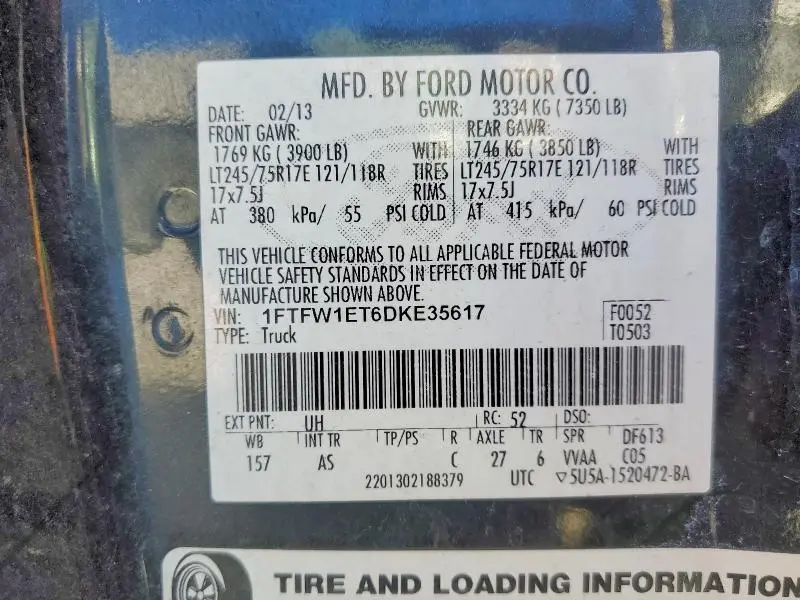 MFD. BY FORD MOTOR CO.
DATE: 02/13 GVWR: 3334 KG ( 7350 LB)
FRONT GAWR: REAR GAWR:
1769 KG ( 3900 LB) WITH 1746 KG ( 3850 LB) WITH
LT245/75R17E 121/118R TIRES LT245/75R17E 121/118R TIRES
17x7.5J RIMS 17x7.5J RIMS
AT 380 kPa/ 55 PSI COLD AT 415 kPa/ 60 PSI COLD
THIS VEHICLE CONFORMS TO ALL APPLICABLE FEDERAL MOTOR
VEHICLE SAFETY STANDARDS IN EFFECT ON THE DATE OF
MANUFACTURE SHOWN ABOVE.
VIN: 1FTFW1ET6DKE35617 F0052
TYPE: Truck T0503
EXT PNT: UH RC: 52 DSO:
WB INT TR TP/PS R AXLE TR SPR DF613
157 AS C 27 6 VVAA C05
2201302188379 UTC ▽5U5A-1520472-BA
TIRE AND LOADING INFORMATION